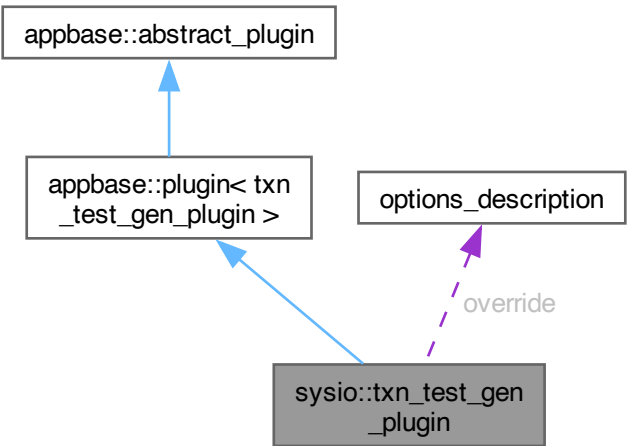 appbase::abstract_plugin
appbase::plugin< txn
_test_gen_plugin >
options_description
override
sysio::txn_test_gen
_plugin